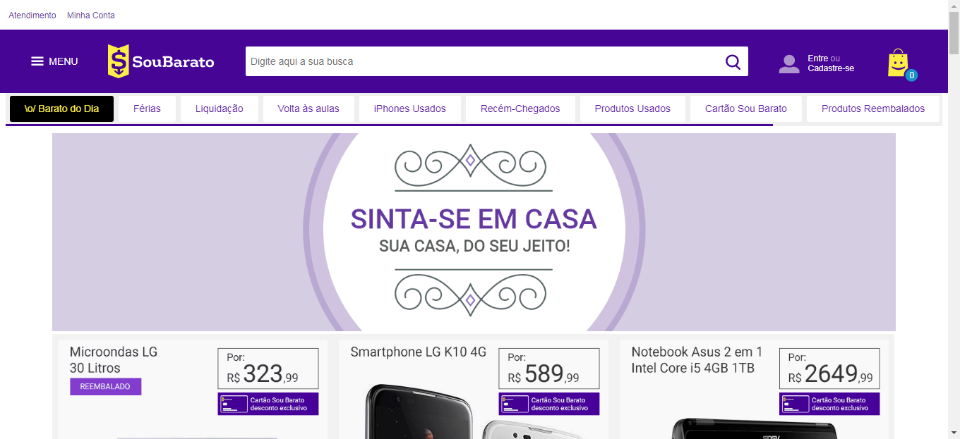 Atendimento Minha Conta
MENU
SouBarato
Digite aqui a sua busca
Entre ou
Cadastre-se
0
\o/ Barato do Dia
Férias
Liquidação
Volta às aulas
iPhones Usados
Recém-Chegados
Produtos Usados
Cartão Sou Barato
Produtos Reembalados
SINTA-SE EM CASA
SUA CASA, DO SEU JEITO!
Microondas LG
30 Litros
REEMBALADO
Por:
R$ 323,99
Cartão Sou Barato
desconto exclusivo
Smartphone LG K10 4G
Por:
R$ 589,99
Cartão Sou Barato
desconto exclusivo
Notebook Asus 2 em 1
Intel Core i5 4GB 1TB
Por:
R$ 2649,99
Cartão Sou Barato
desconto exclusivo